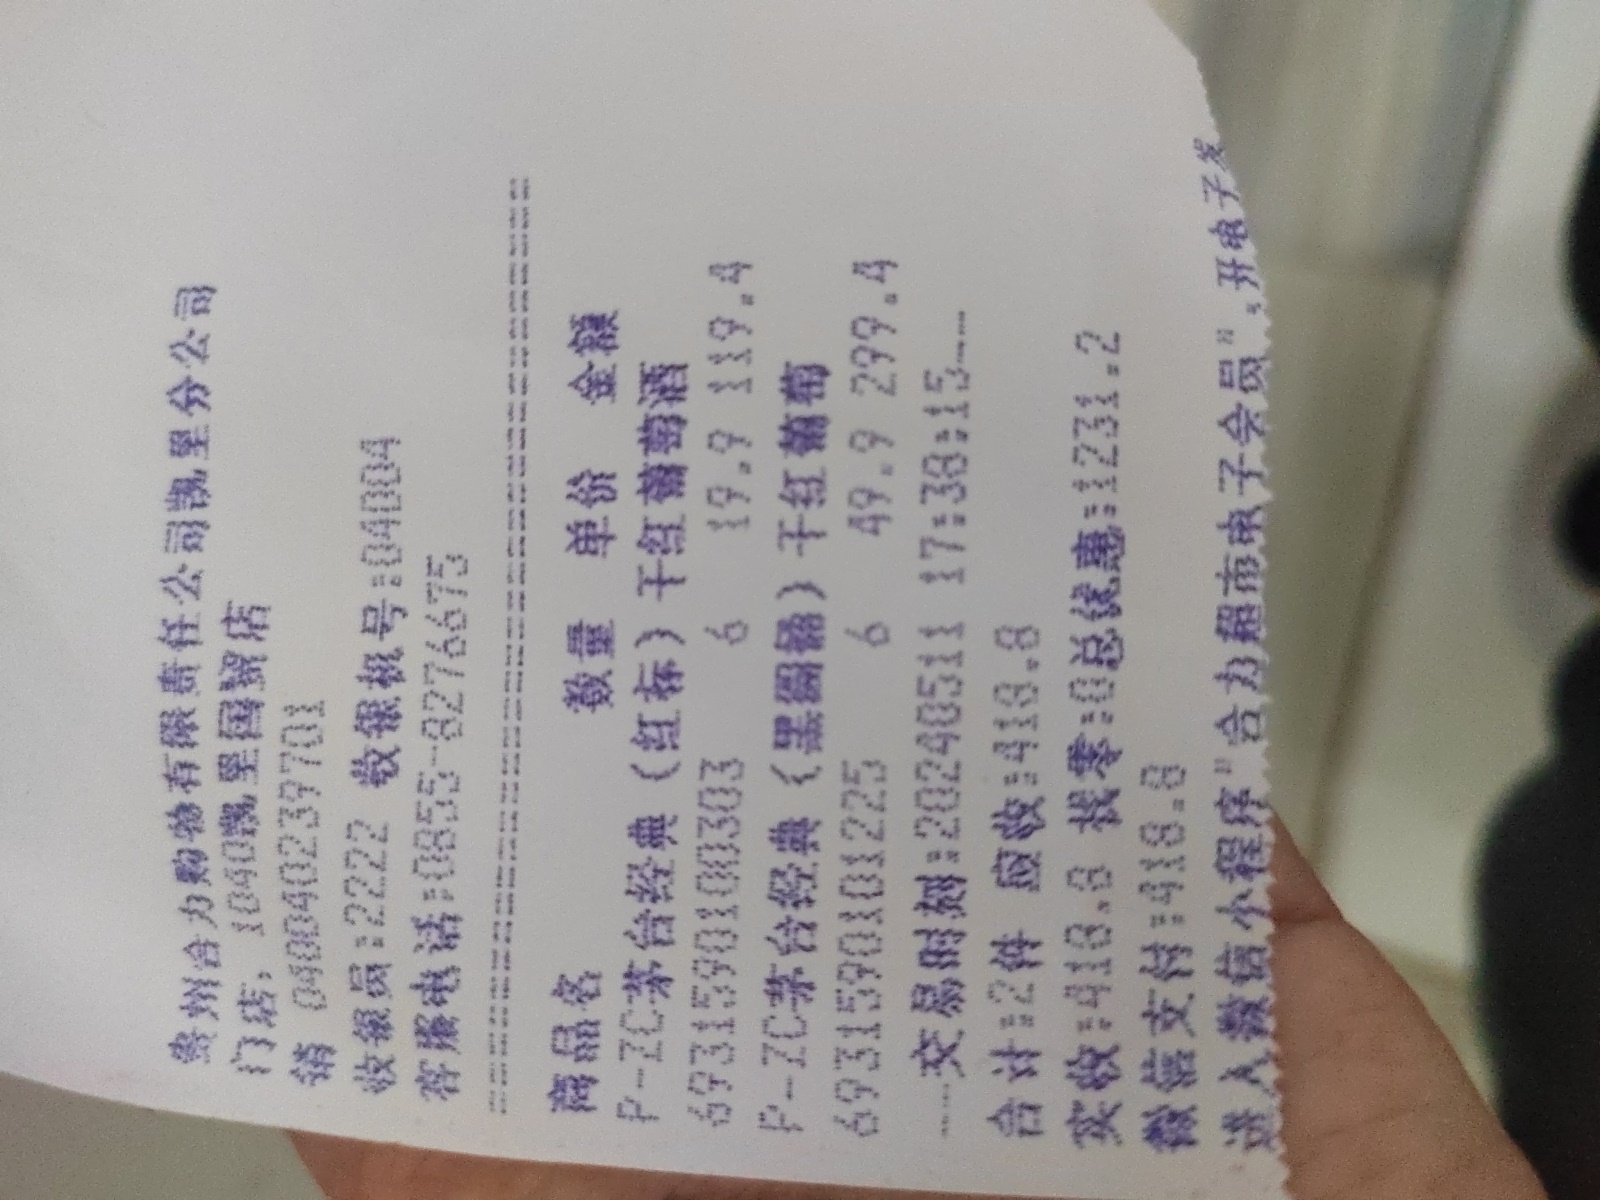 贵州合力购物有限责任公司凯里分公司
门店: 1040凯里国贸店
销 0400402397701
收银员:2222 收银机号:04004
客服电话:0855-8276675
================================
商品名 数量 单价 金额
P-ZC茅台经典(红标)干红葡萄酒
6931590100303 6 19.9 119.4
P-ZC茅台经典(黑圆醇)干红葡萄
6931590101225 6 49.9 299.4
----交易时刻:20240511 17:38:15----
合计:2件 应收:418.8
实收:418.8 找零:0总优惠:1231.2
微信支付:418.8
进入微信小程序"合力超市电子会员",开电子发